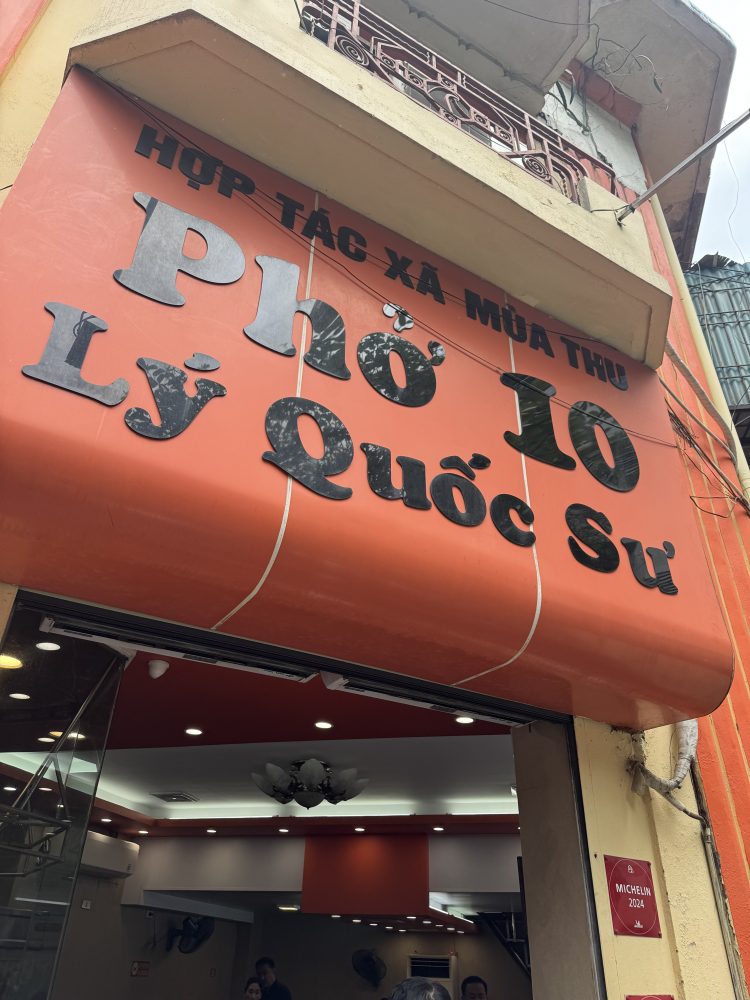 HỢP TÁC XÃ MÙA THU
Phở 10
Lý Quốc Sư
MICHELIN
2024